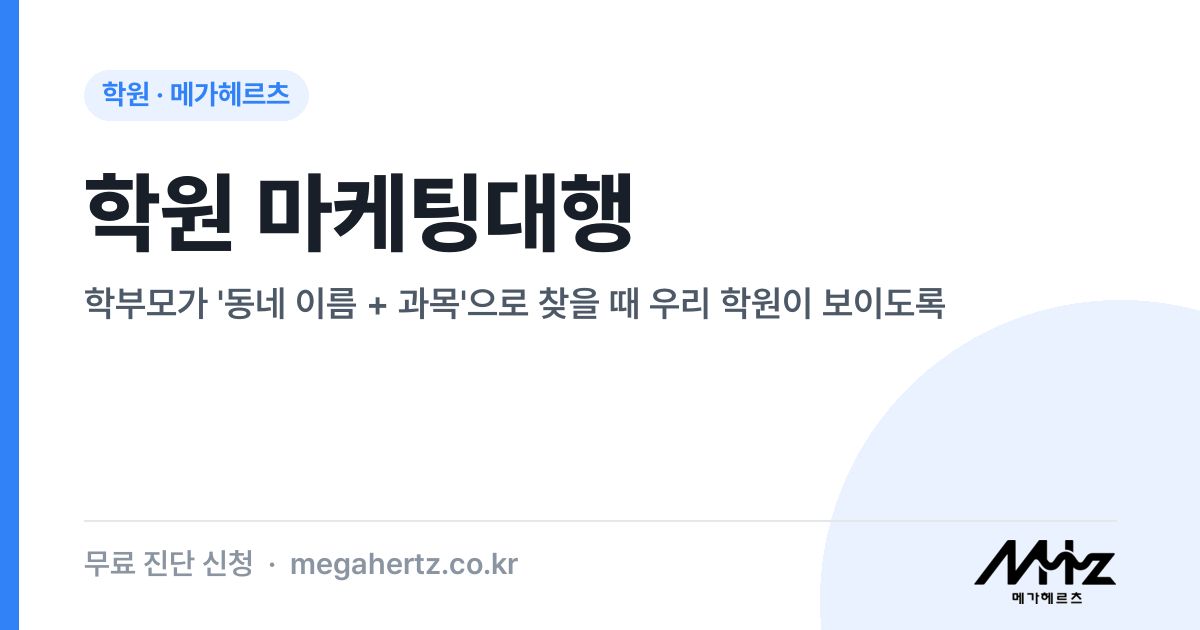 학원 · 메가헤르츠
학원 마케팅대행
학부모가 '동네 이름 + 과목'으로 찾을 때 우리 학원이 보이도록
무료 진단 신청 · megahertz.co.kr
MHz
메가헤르츠